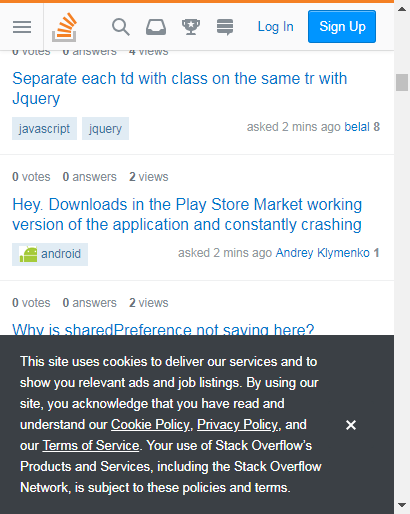 Log In Sign Up
0 votes 0 answers 4 views
Separate each td with class on the same tr with
Jquery
javascript jquery asked 2 mins ago belal 8
0 votes 0 answers 2 views
Hey. Downloads in the Play Store Market working
version of the application and constantly crashing
android asked 2 mins ago Andrey Klymenko 1
0 votes 0 answers 2 views
Why is sharedPreference not saving here?
This site uses cookies to deliver our services and to
show you relevant ads and job listings. By using our
site, you acknowledge that you have read and
understand our Cookie Policy, Privacy Policy, and
our Terms of Service. Your use of Stack Overflow's
Products and Services, including the Stack Overflow
Network, is subject to these policies and terms.